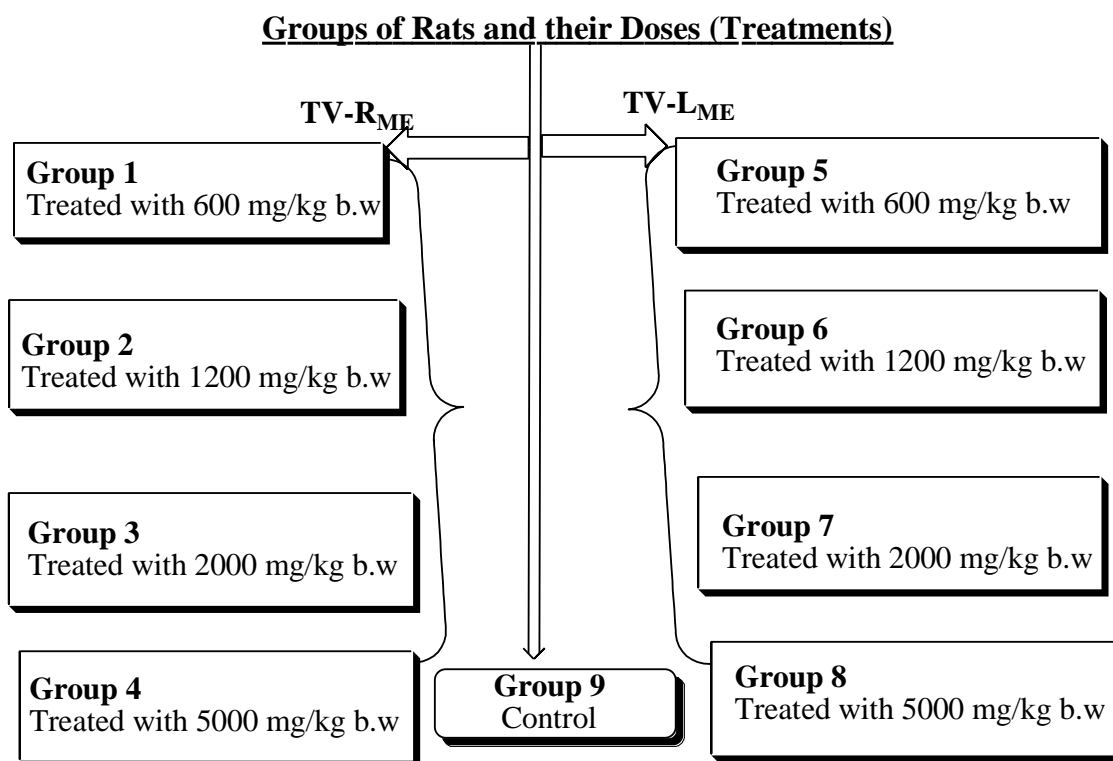 Groups of Rats and their Doses (Treatments)
TV-RME
TV-LME
Group 1
Treated with 600 mg/kg b.w
Group 2
Treated with 1200 mg/kg b.w
Group 3
Treated with 2000 mg/kg b.w
Group 4
Treated with 5000 mg/kg b.w
Group 5
Treated with 600 mg/kg b.w
Group 6
Treated with 1200 mg/kg b.w
Group 7
Treated with 2000 mg/kg b.w
Group 8
Treated with 5000 mg/kg b.w
Group 9
Control